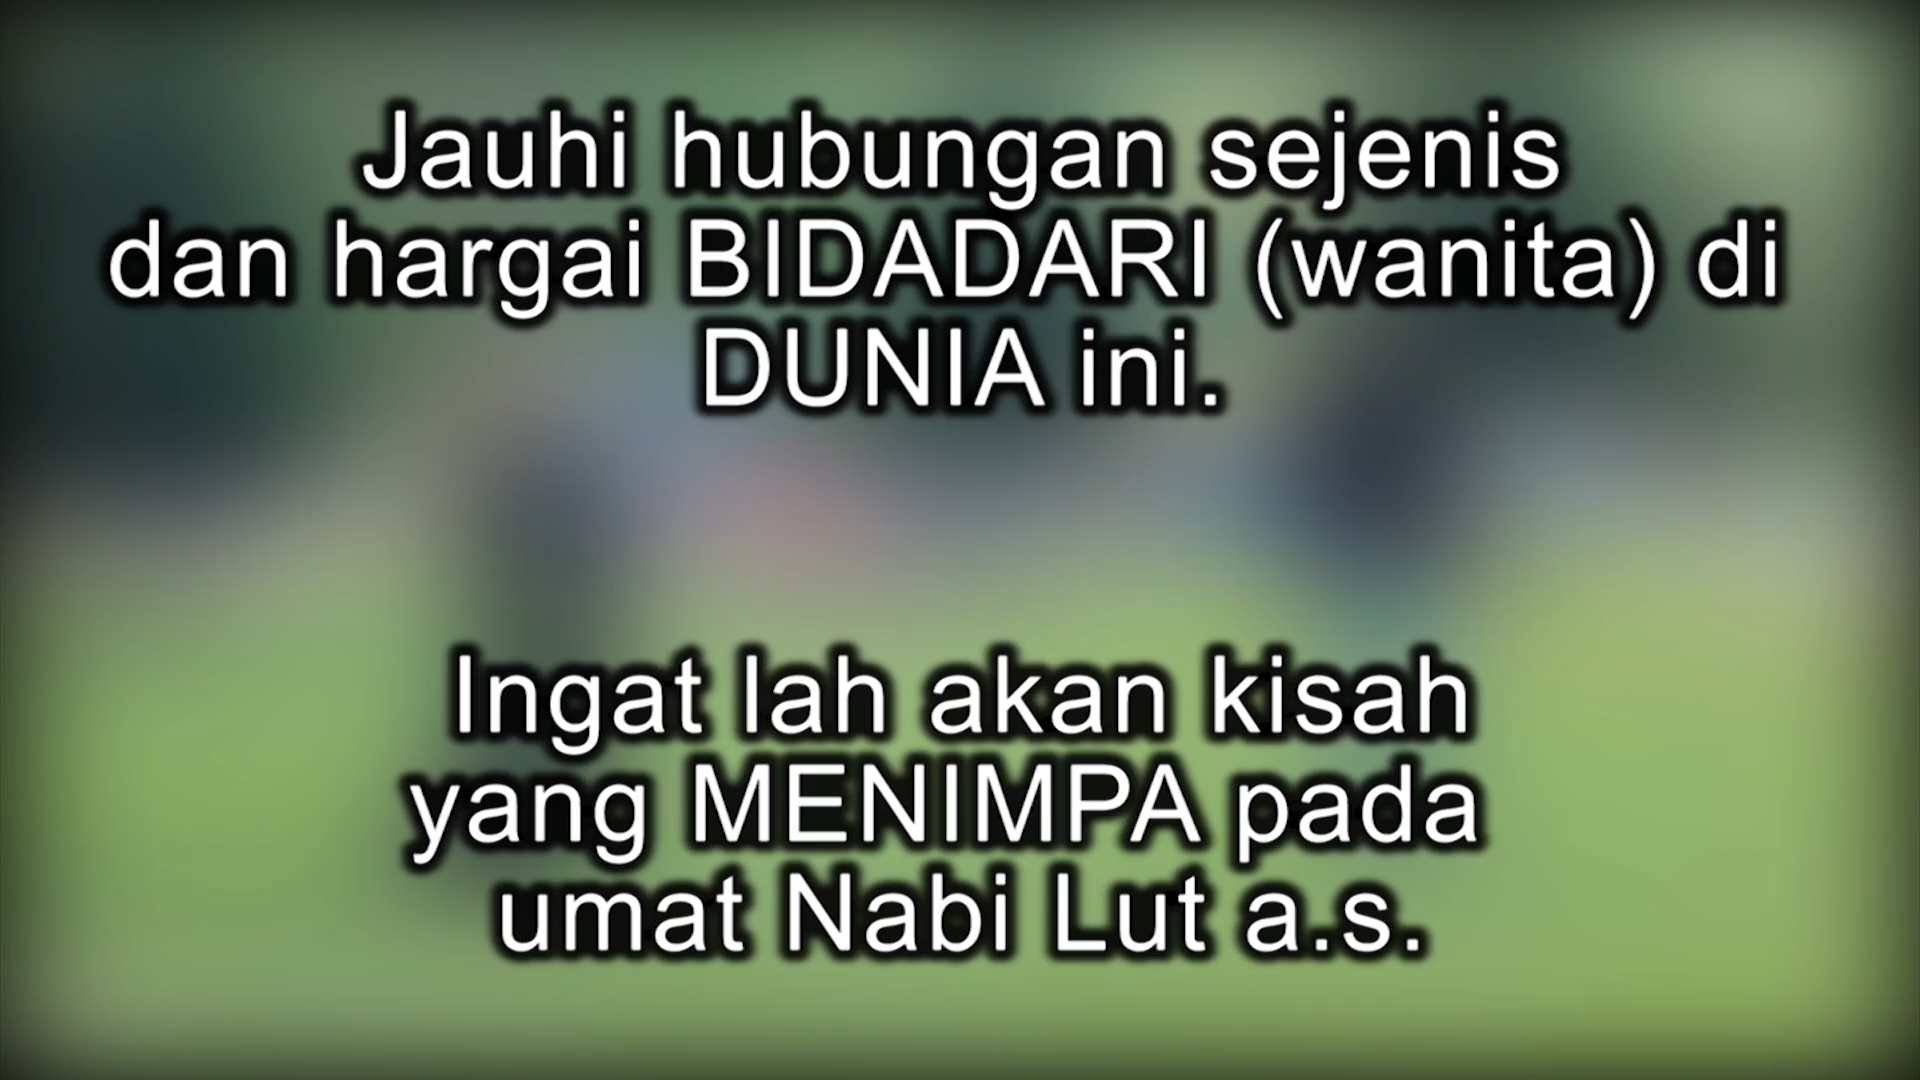 Jauhi hubungan sejenis
dan hargai BIDADARI (wanita) di
DUNIA ini.
Ingat lah akan kisah
yang MENIMPA pada
umat Nabi Lut a.s.